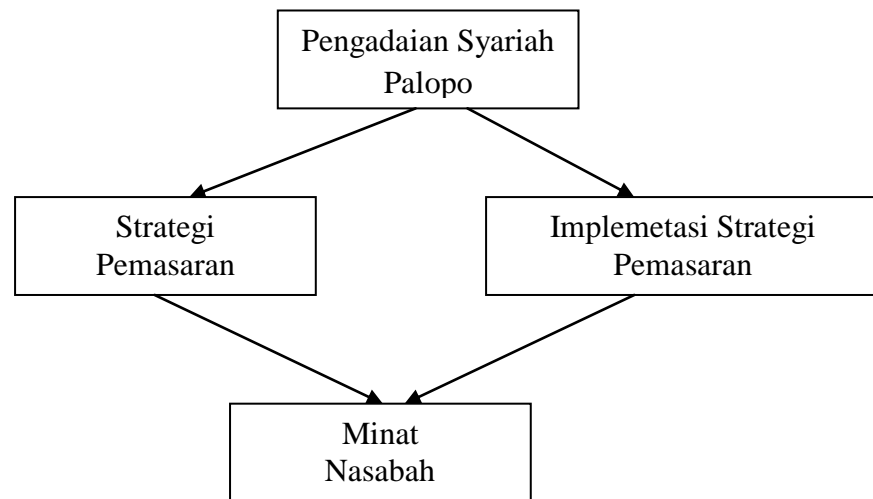 Pengadaian Syariah
Palopo
Strategi
Pemasaran
Implemetasi Strategi
Pemasaran
Minat
Nasabah